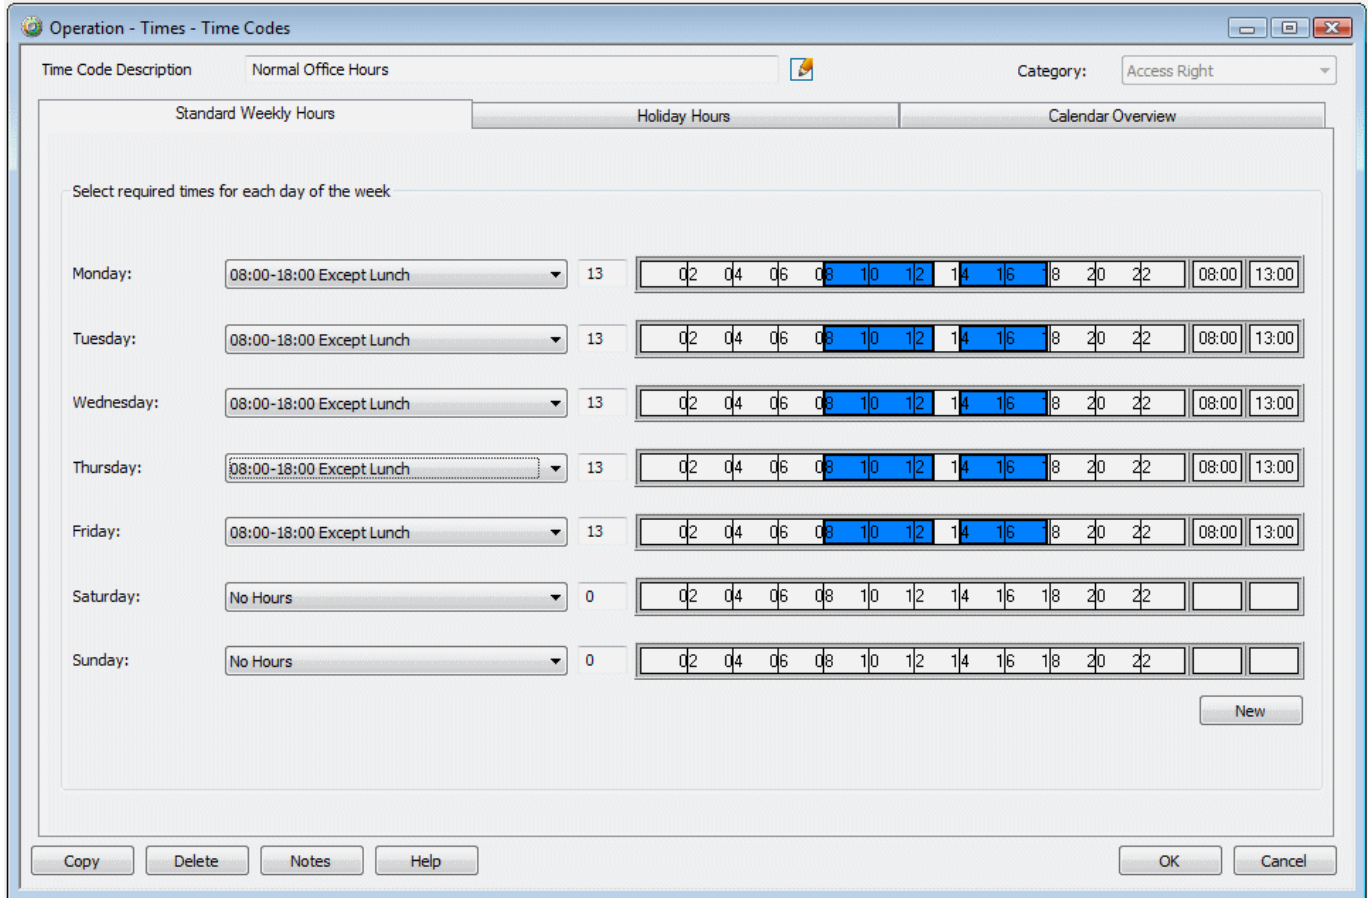 Operation - Times - Time Codes
Time Code Description Normal Office Hours Category: Access Right
Standard Weekly Hours Holiday Hours Calendar Overview
Select required times for each day of the week
Monday: 08:00-18:00 Except Lunch 13 02 04 06 08 10 12 14 16 18 20 22 08:00 13:00
Tuesday: 08:00-18:00 Except Lunch 13 02 04 06 08 10 12 14 16 18 20 22 08:00 13:00
Wednesday: 08:00-18:00 Except Lunch 13 02 04 06 08 10 12 14 16 18 20 22 08:00 13:00
Thursday: 08:00-18:00 Except Lunch 13 02 04 06 08 10 12 14 16 18 20 22 08:00 13:00
Friday: 08:00-18:00 Except Lunch 13 02 04 06 08 10 12 14 16 18 20 22 08:00 13:00
Saturday: No Hours 0 02 04 06 08 10 12 14 16 18 20 22
Sunday: No Hours 0 02 04 06 08 10 12 14 16 18 20 22
New
Copy Delete Notes Help OK Cancel